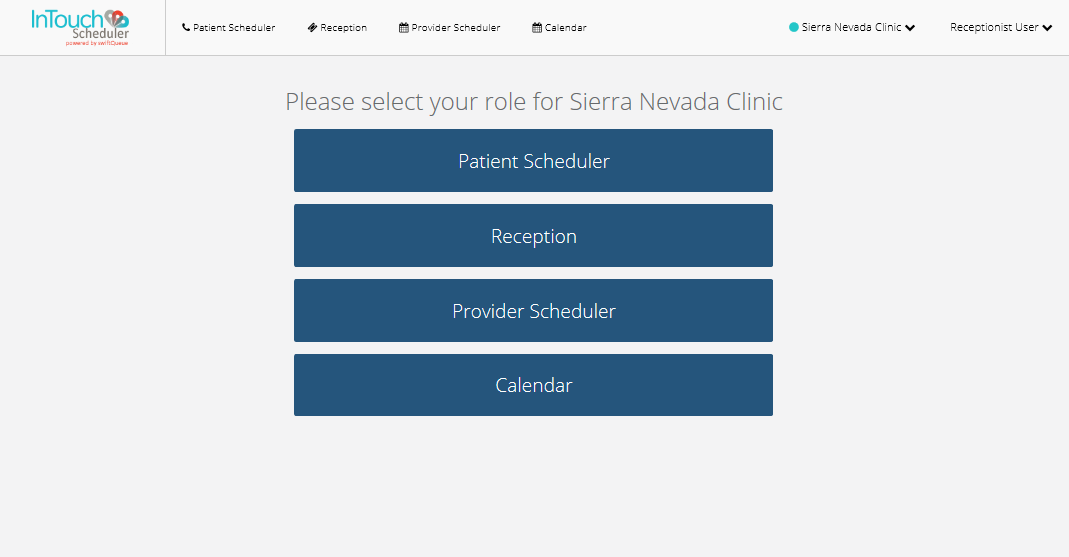 InTouch
Scheduler
powered by swiftQueue
Patient Scheduler
Reception
Provider Scheduler
Calendar
Sierra Nevada Clinic
Receptionist User
Please select your role for Sierra Nevada Clinic
Patient Scheduler
Reception
Provider Scheduler
Calendar